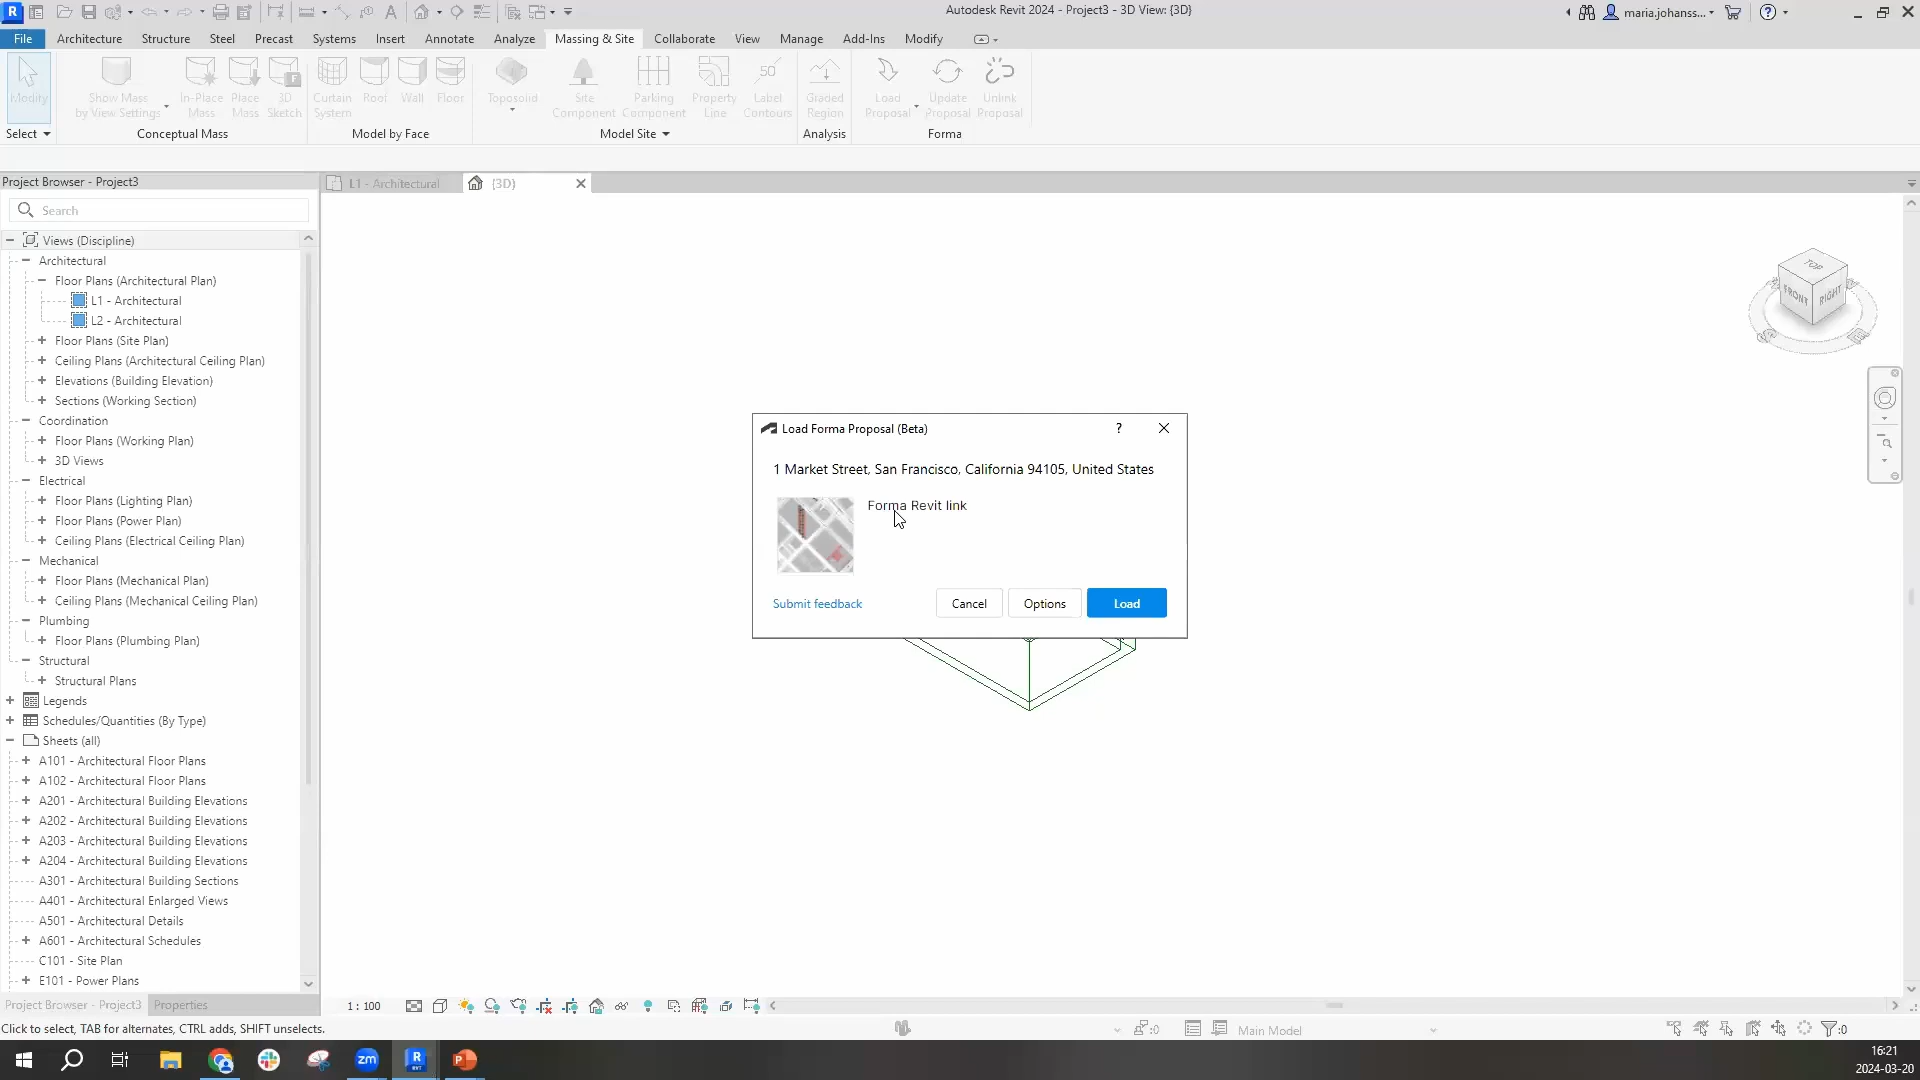 Autodesk Revit 2024 - Project3 - 3D View: {3D}
maria.johanss...
File
Architecture
Structure
Steel
Precast
Systems
Insert
Annotate
Analyze
Massing & Site
Collaborate
View
Manage
Add-Ins
Modify
Modify
Show Mass
by View Settings
In-Place
Mass
Place
Mass
3D
Sketch
Curtain
System
Roof
Wall
Floor
Toposolid
Site
Component
Parking
Component
Property
Line
Label
Contours
Graded
Region
Load
Proposal
Update
Proposal
Unlink
Proposal
Select
Conceptual Mass
Model by Face
Model Site
Analysis
Forma
Project Browser - Project3
L1 - Architectural
{3D}
Search
Views (Discipline)
Architectural
Floor Plans (Architectural Plan)
L1 - Architectural
L2 - Architectural
Floor Plans (Site Plan)
Ceiling Plans (Architectural Ceiling Plan)
Elevations (Building Elevation)
Sections (Working Section)
Coordination
Floor Plans (Working Plan)
3D Views
Electrical
Floor Plans (Lighting Plan)
Floor Plans (Power Plan)
Ceiling Plans (Electrical Ceiling Plan)
Mechanical
Floor Plans (Mechanical Plan)
Ceiling Plans (Mechanical Ceiling Plan)
Plumbing
Floor Plans (Plumbing Plan)
Structural
Structural Plans
Legends
Schedules/Quantities (By Type)
Sheets (all)
A101 - Architectural Floor Plans
A102 - Architectural Floor Plans
A201 - Architectural Building Elevations
A202 - Architectural Building Elevations
A203 - Architectural Building Elevations
A204 - Architectural Building Elevations
A301 - Architectural Building Sections
A401 - Architectural Enlarged Views
A501 - Architectural Details
A601 - Architectural Schedules
C101 - Site Plan
E101 - Power Plans
Project Browser - Project3
Properties
TOP
FRONT
RIGHT
Load Forma Proposal (Beta)
1 Market Street, San Francisco, California 94105, United States
Forma Revit link
Submit feedback
Cancel
Options
Load
1 : 100
Click to select, TAB for alternates, CTRL adds, SHIFT unselects.
:0
Main Model
:0
zm
16:21
2024-03-20